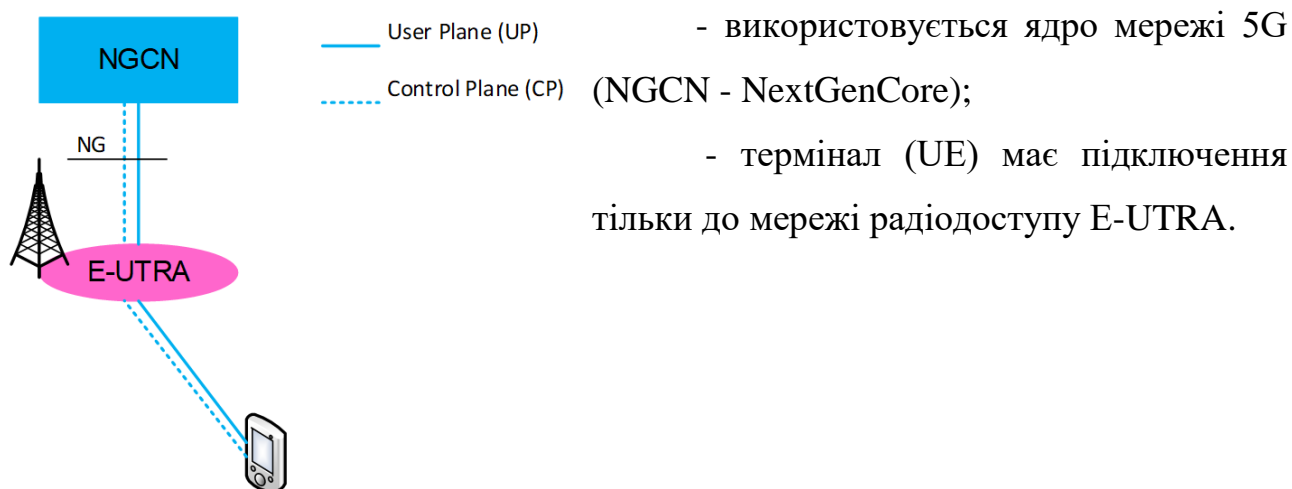 NGCN
User Plane (UP)
Control Plane (CP)
NG
E-UTRA
- використовується ядро мережі 5G
(NGCN - NextGenCore);
- термінал (UE) має підключення
тільки до мережі радіодоступу E-UTRA.